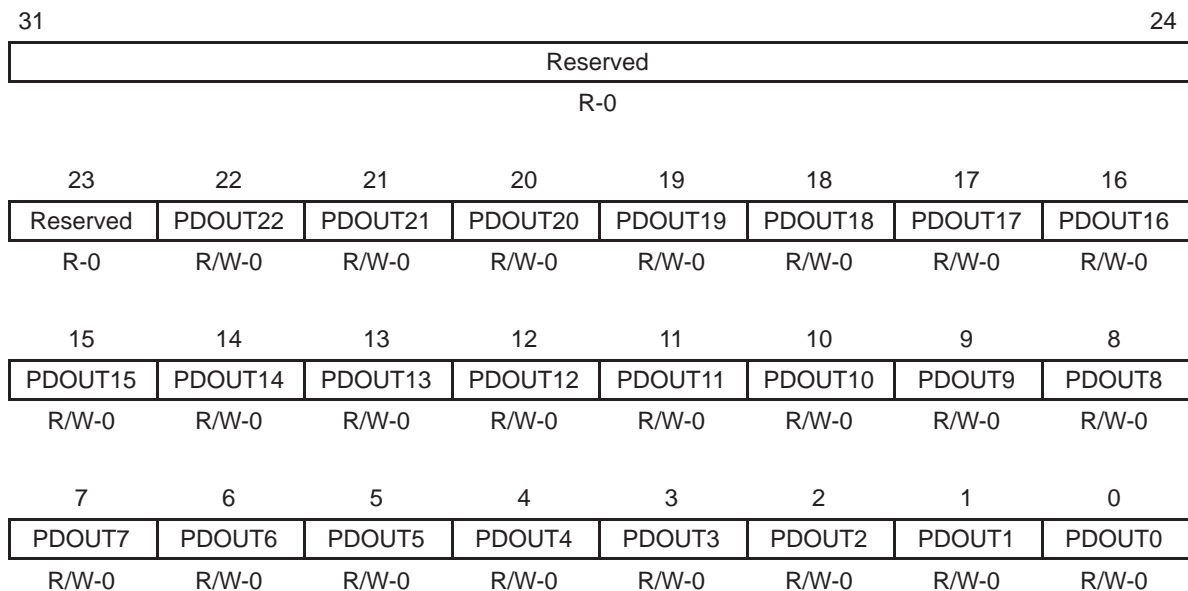 31 24
Reserved
R-0
23 22 21 20 19 18 17 16
Reserved PDOUT22 PDOUT21 PDOUT20 PDOUT19 PDOUT18 PDOUT17 PDOUT16
R-0 R/W-0 R/W-0 R/W-0 R/W-0 R/W-0 R/W-0 R/W-0
15 14 13 12 11 10 9 8
PDOUT15 PDOUT14 PDOUT13 PDOUT12 PDOUT11 PDOUT10 PDOUT9 PDOUT8
R/W-0 R/W-0 R/W-0 R/W-0 R/W-0 R/W-0 R/W-0 R/W-0
7 6 5 4 3 2 1 0
PDOUT7 PDOUT6 PDOUT5 PDOUT4 PDOUT3 PDOUT2 PDOUT1 PDOUT0
R/W-0 R/W-0 R/W-0 R/W-0 R/W-0 R/W-0 R/W-0 R/W-0